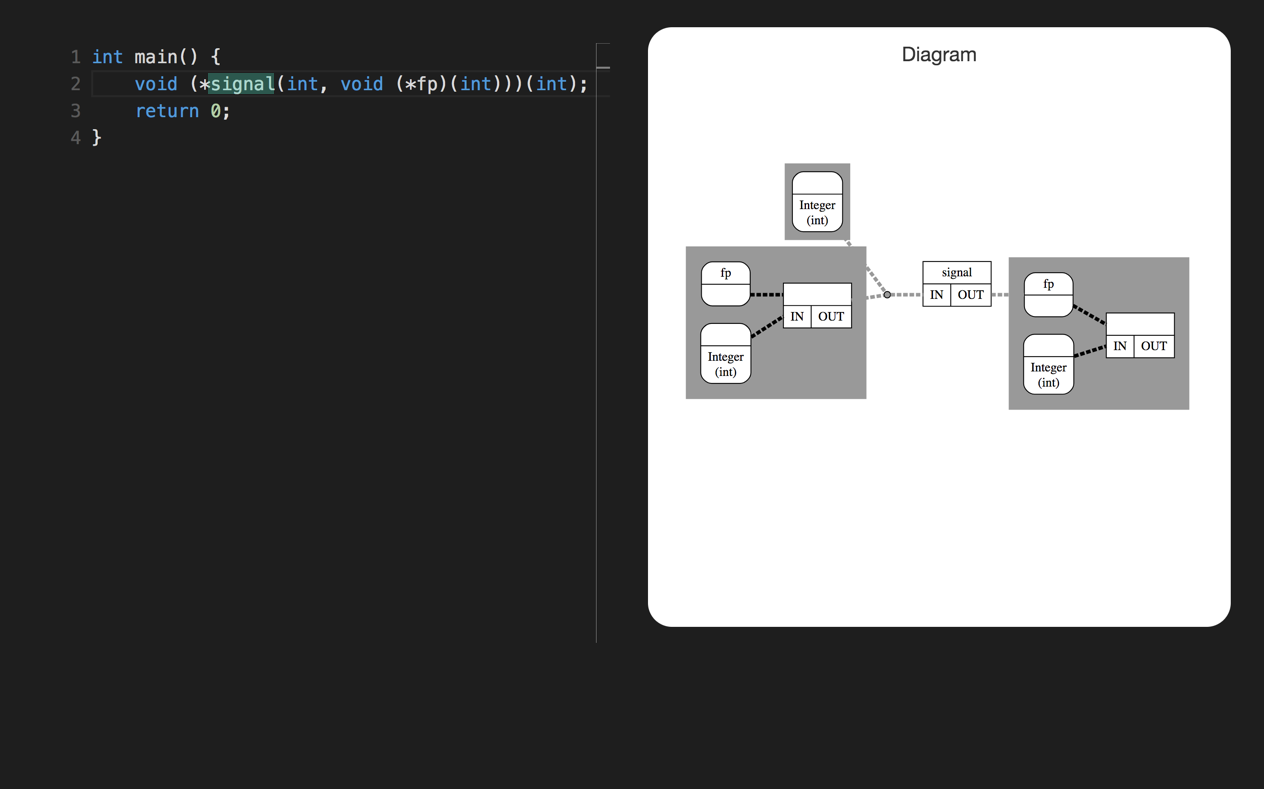 1 int main() {
2     void (*signal(int, void (*fp)(int)))(int);
3     return 0;
4 }
Diagram
Integer
(int)
fp
IN OUT
Integer
(int)
signal
IN OUT
fp
IN OUT
Integer
(int)